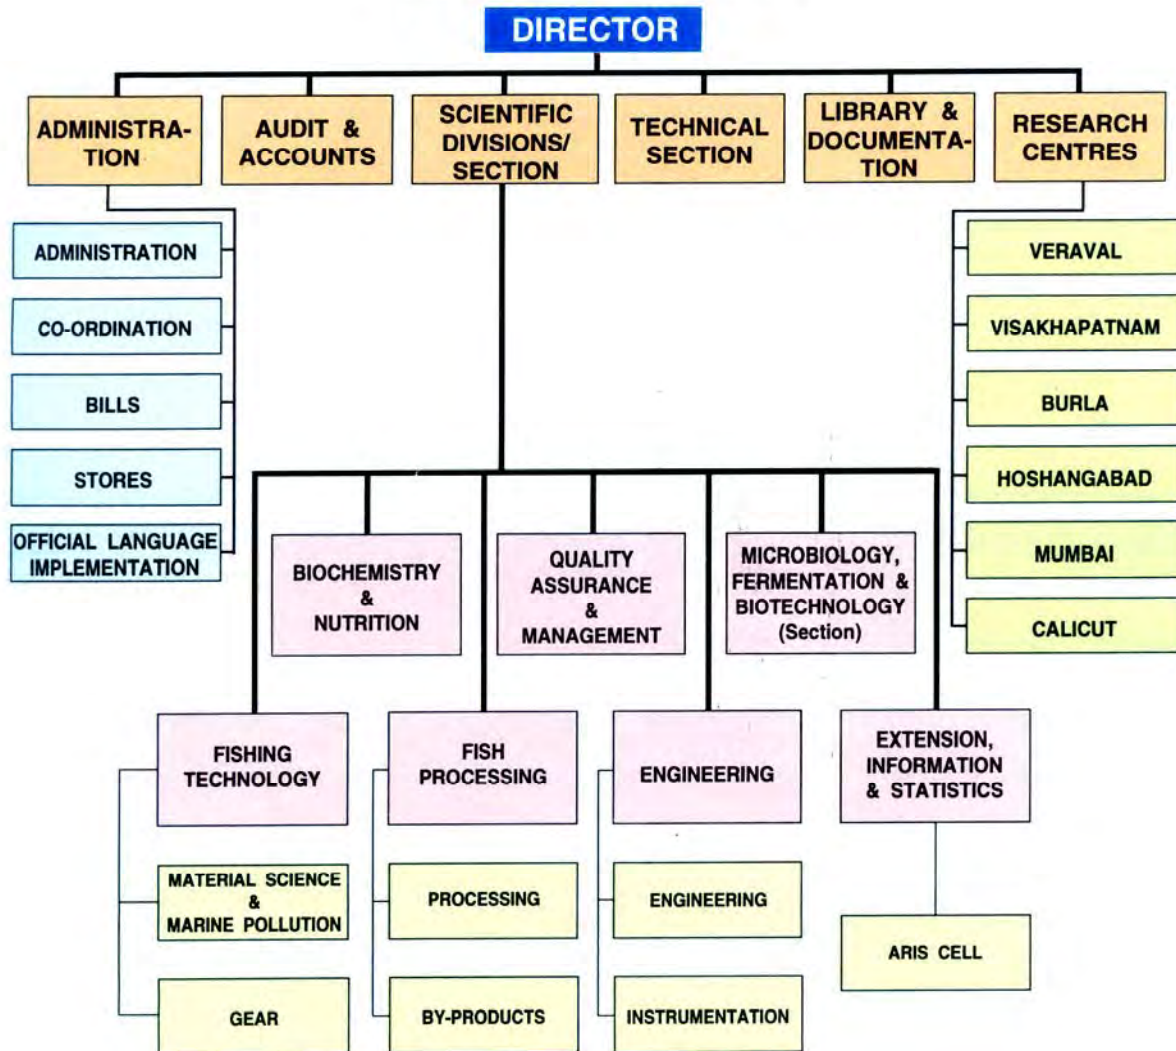 DIRECTOR
ADMINISTRA-
TION
AUDIT &
ACCOUNTS
SCIENTIFIC
DIVISIONS/
SECTION
TECHNICAL
SECTION
LIBRARY &
DOCUMENTA-
TION
RESEARCH
CENTRES
ADMINISTRATION
CO-ORDINATION
BILLS
STORES
OFFICIAL LANGUAGE
IMPLEMENTATION
VERAVAL
VISAKHAPATNAM
BURLA
HOSHANGABAD
MUMBAI
CALICUT
BIOCHEMISTRY
&
NUTRITION
QUALITY
ASSURANCE
&
MANAGEMENT
MICROBIOLOGY,
FERMENTATION &
BIOTECHNOLOGY
(Section)
FISHING
TECHNOLOGY
FISH
PROCESSING
ENGINEERING
EXTENSION,
INFORMATION
& STATISTICS
MATERIAL SCIENCE
&
MARINE POLLUTION
PROCESSING
ENGINEERING
ARIS CELL
GEAR
BY-PRODUCTS
INSTRUMENTATION